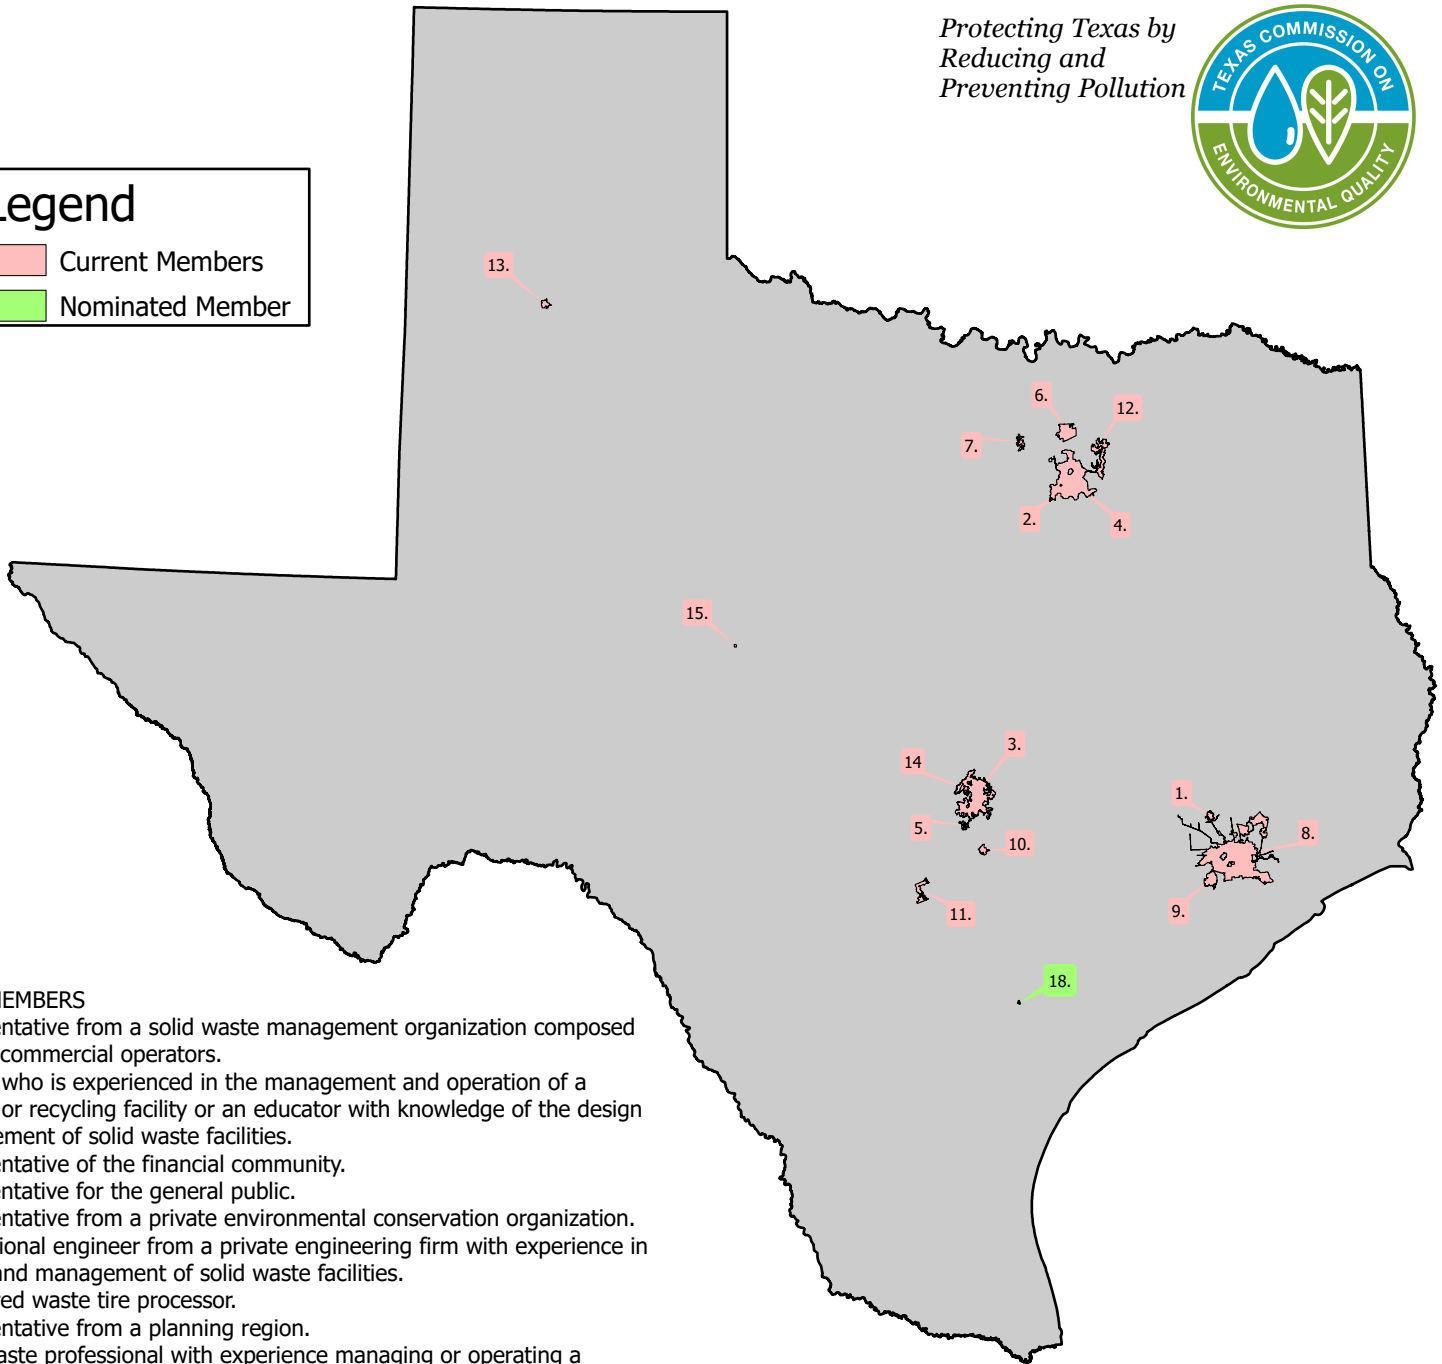 Protecting Texas by
Reducing and
Preventing Pollution
TEXAS COMMISSION ON
ENVIRONMENTAL QUALITY
Legend
Current Members
Nominated Member
13.
6.
12.
7.
2.
4.
15.
3.
14
1.
5.
10.
8.
11.
9.
18.
EMBERS
entative from a solid waste management organization composed
commercial operators.
who is experienced in the management and operation of a
or recycling facility or an educator with knowledge of the design
ement of solid waste facilities.
entative of the financial community.
entative for the general public.
entative from a private environmental conservation organization.
ional engineer from a private engineering firm with experience in
and management of solid waste facilities.
red waste tire processor.
entative from a planning region.
aste professional with experience managing or operating a